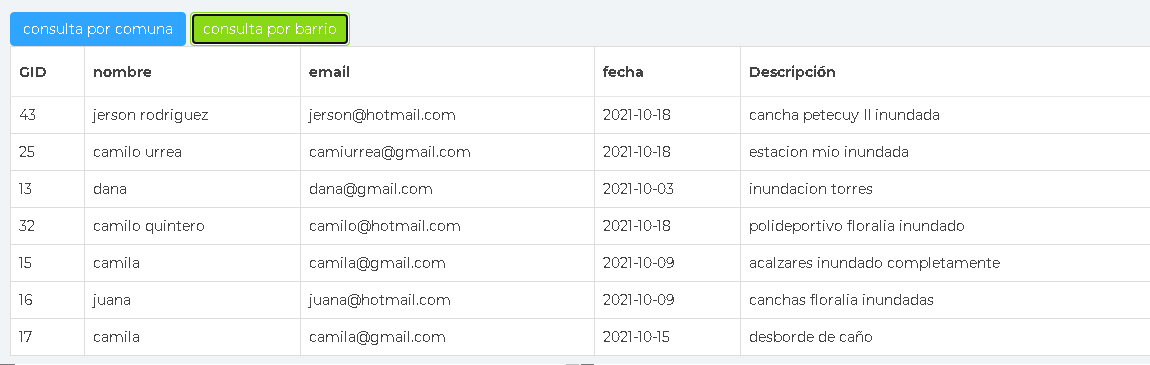 consulta por comuna consulta por barrio
GID nombre email fecha Descripción
43 jerson rodriguez jerson@hotmail.com 2021-10-18 cancha petecuy II inundada
25 camilo urrea camiurrea@gmail.com 2021-10-18 estacion mio inundada
13 dana dana@gmail.com 2021-10-03 inundacion torres
32 camilo quintero camilo@hotmail.com 2021-10-18 polideportivo floralia inundado
15 camila camila@gmail.com 2021-10-09 acalzares inundado completamente
16 juana juana@hotmail.com 2021-10-09 canchas floralia inundadas
17 camila camila@gmail.com 2021-10-15 desborde de caño